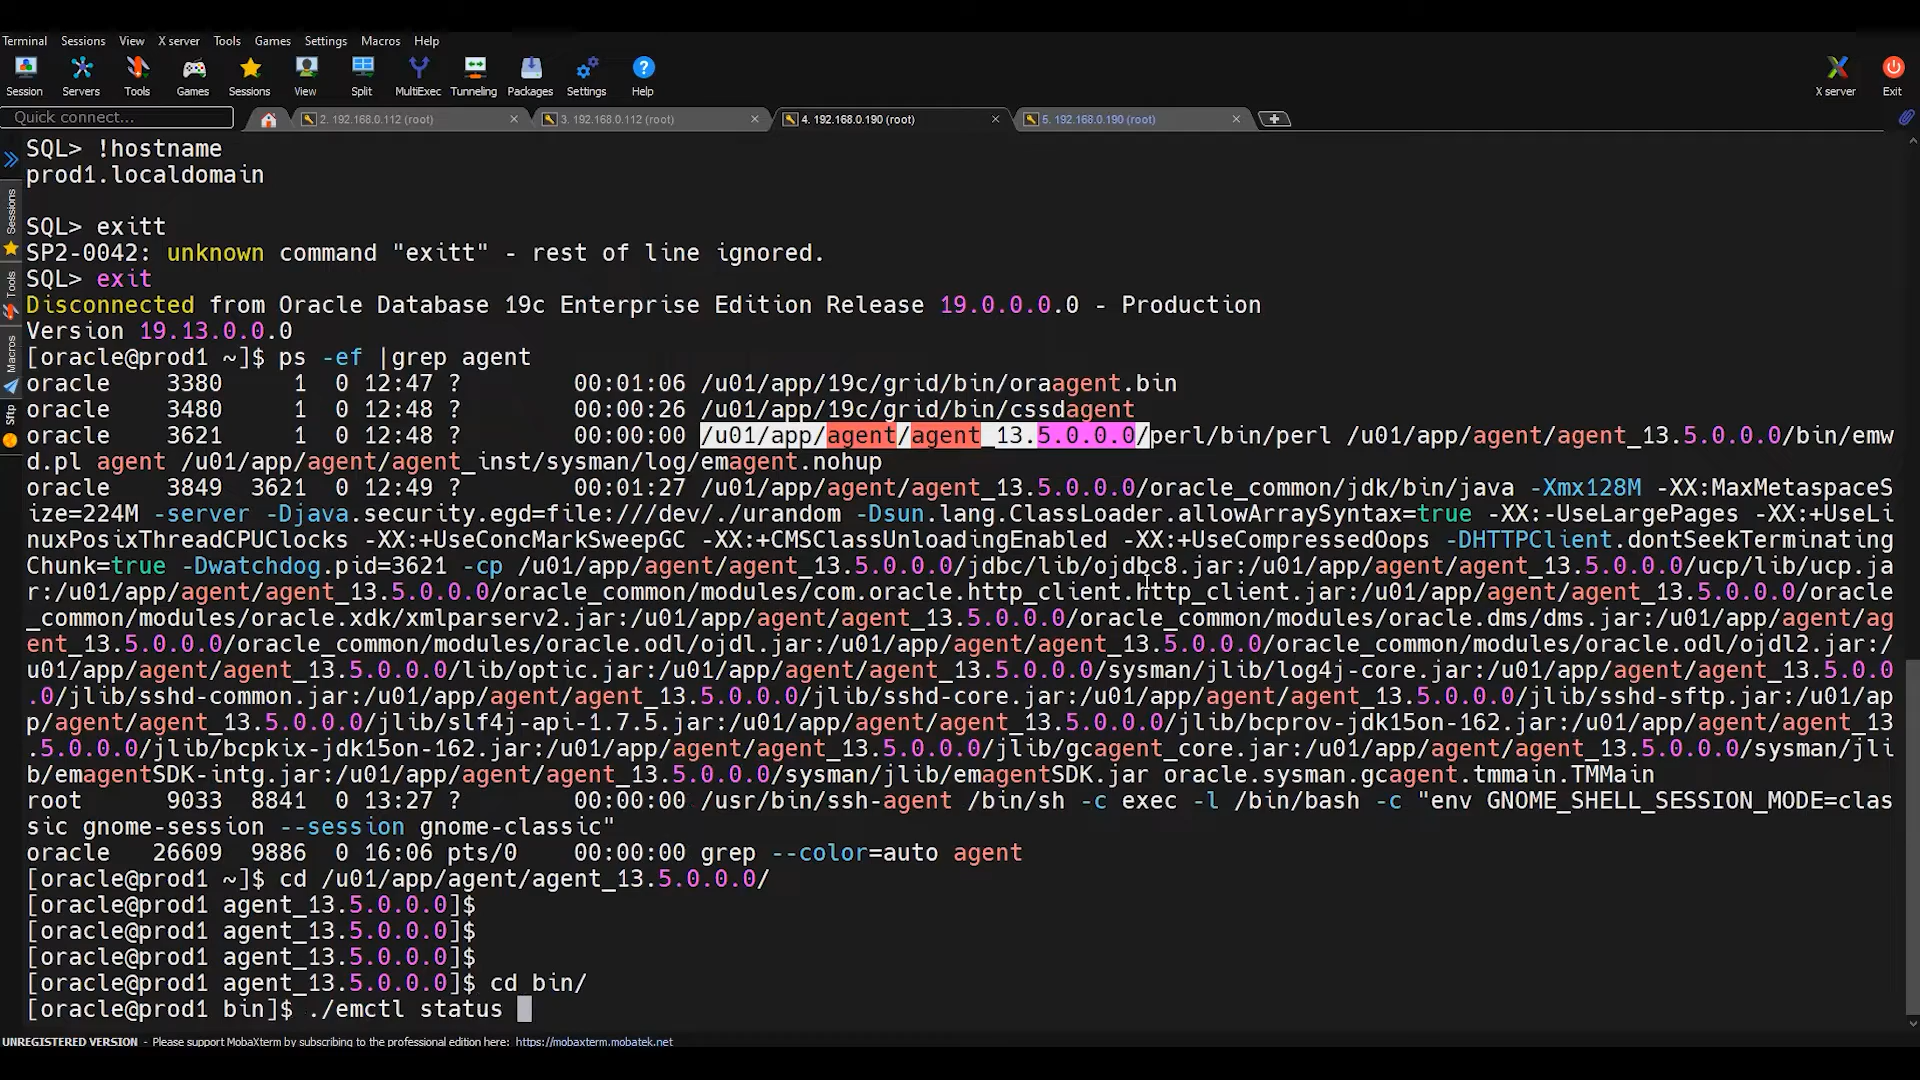 Terminal Sessions View X server Tools Games Settings Macros Help
Session Servers Tools Games Sessions View Split MultiExec Tunneling Packages Settings Help X server Exit
Quick connect... 2. 192.168.0.112 (root) 3. 192.168.0.112 (root) 4. 192.168.0.190 (root) 5. 192.168.0.190 (root)
Sessions
Tools
Macros
Sftp
SQL> !hostname
prod1.localdomain
SQL> exitt
SP2-0042: unknown command "exitt" - rest of line ignored.
SQL> exit
Disconnected from Oracle Database 19c Enterprise Edition Release 19.0.0.0.0 - Production
Version 19.13.0.0.0
[oracle@prod1 ~]$ ps -ef |grep agent
oracle 3380 1 0 12:47 ? 00:01:06 /u01/app/19c/grid/bin/oraagent.bin
oracle 3480 1 0 12:48 ? 00:00:26 /u01/app/19c/grid/bin/cssdagent
oracle 3621 1 0 12:48 ? 00:00:00 /u01/app/agent/agent_13.5.0.0.0/perl/bin/perl /u01/app/agent/agent_13.5.0.0.0/bin/emw
d.pl agent /u01/app/agent/agent_inst/sysman/log/emagent.nohup
oracle 3849 3621 0 12:49 ? 00:01:27 /u01/app/agent/agent_13.5.0.0.0/oracle_common/jdk/bin/java -Xmx128M -XX:MaxMetaspaceS
ize=224M -server -Djava.security.egd=file:///dev/./urandom -Dsun.lang.ClassLoader.allowArraySyntax=true -XX:-UseLargePages -XX:+UseLi
nuxPosixThreadCPUClocks -XX:+UseConcMarkSweepGC -XX:+CMSClassUnloadingEnabled -XX:+UseCompressedOops -DHTTPClient.dontSeekTerminating
Chunk=true -Dwatchdog.pid=3621 -cp /u01/app/agent/agent_13.5.0.0.0/jdbc/lib/ojdbc8.jar:/u01/app/agent/agent_13.5.0.0.0/ucp/lib/ucp.ja
r:/u01/app/agent/agent_13.5.0.0.0/oracle_common/modules/com.oracle.http_client.http_client.jar:/u01/app/agent/agent_13.5.0.0.0/oracle
_common/modules/oracle.xdk/xmlparserv2.jar:/u01/app/agent/agent_13.5.0.0.0/oracle_common/modules/oracle.dms/dms.jar:/u01/app/agent/ag
ent_13.5.0.0.0/oracle_common/modules/oracle.odl/ojdl.jar:/u01/app/agent/agent_13.5.0.0.0/oracle_common/modules/oracle.odl/ojdl2.jar:/
u01/app/agent/agent_13.5.0.0.0/lib/optic.jar:/u01/app/agent/agent_13.5.0.0.0/sysman/jlib/log4j-core.jar:/u01/app/agent/agent_13.5.0.0
.0/jlib/sshd-common.jar:/u01/app/agent/agent_13.5.0.0.0/jlib/sshd-core.jar:/u01/app/agent/agent_13.5.0.0.0/jlib/sshd-sftp.jar:/u01/ap
p/agent/agent_13.5.0.0.0/jlib/slf4j-api-1.7.5.jar:/u01/app/agent/agent_13.5.0.0.0/jlib/bcprov-jdk15on-162.jar:/u01/app/agent/agent_13
.5.0.0.0/jlib/bcpkix-jdk15on-162.jar:/u01/app/agent/agent_13.5.0.0.0/jlib/gcagent_core.jar:/u01/app/agent/agent_13.5.0.0.0/sysman/jli
b/emagentSDK-intg.jar:/u01/app/agent/agent_13.5.0.0.0/sysman/jlib/emagentSDK.jar oracle.sysman.gcagent.tmmain.TMMain
root 9033 8841 0 13:27 ? 00:00:00 /usr/bin/ssh-agent /bin/sh -c exec -l /bin/bash -c "env GNOME_SHELL_SESSION_MODE=clas
sic gnome-session --session gnome-classic"
oracle 26609 9886 0 16:06 pts/0 00:00:00 grep --color=auto agent
[oracle@prod1 ~]$ cd /u01/app/agent/agent_13.5.0.0.0/
[oracle@prod1 agent_13.5.0.0.0]$
[oracle@prod1 agent_13.5.0.0.0]$
[oracle@prod1 agent_13.5.0.0.0]$
[oracle@prod1 agent_13.5.0.0.0]$ cd bin/
[oracle@prod1 bin]$ ./emctl status
UNREGISTERED VERSION - Please support MobaXterm by subscribing to the professional edition here: https://mobaxterm.mobatek.net